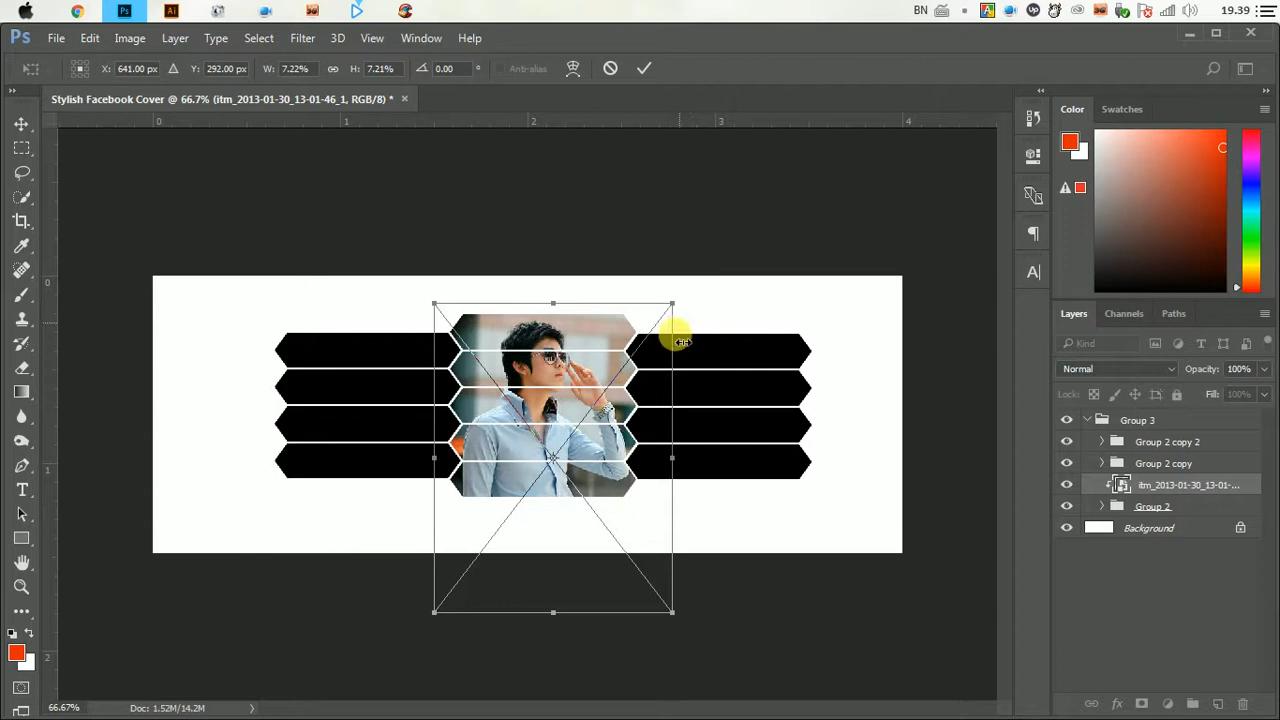 BN
19.39
Ps
File Edit Image Layer Type Select Filter 3D View Window Help
X: 641.00 px Y: 292.00 px W: 7.22% H: 7.21% 0.00 ° Anti-alias
Stylish Facebook Cover @ 66.7% (itm_2013-01-30_13-01-46_1, RGB/8) * ×
Color Swatches
0 1 2 3 4
0
1
2
Layers Channels Paths
Kind
Normal Opacity: 100%
Lock: Fill: 100%
Group 3
Group 2 copy 2
Group 2 copy
itm_2013-01-30_13-01-...
Group 2
Background
66.67% Doc: 1.52M/14.2M